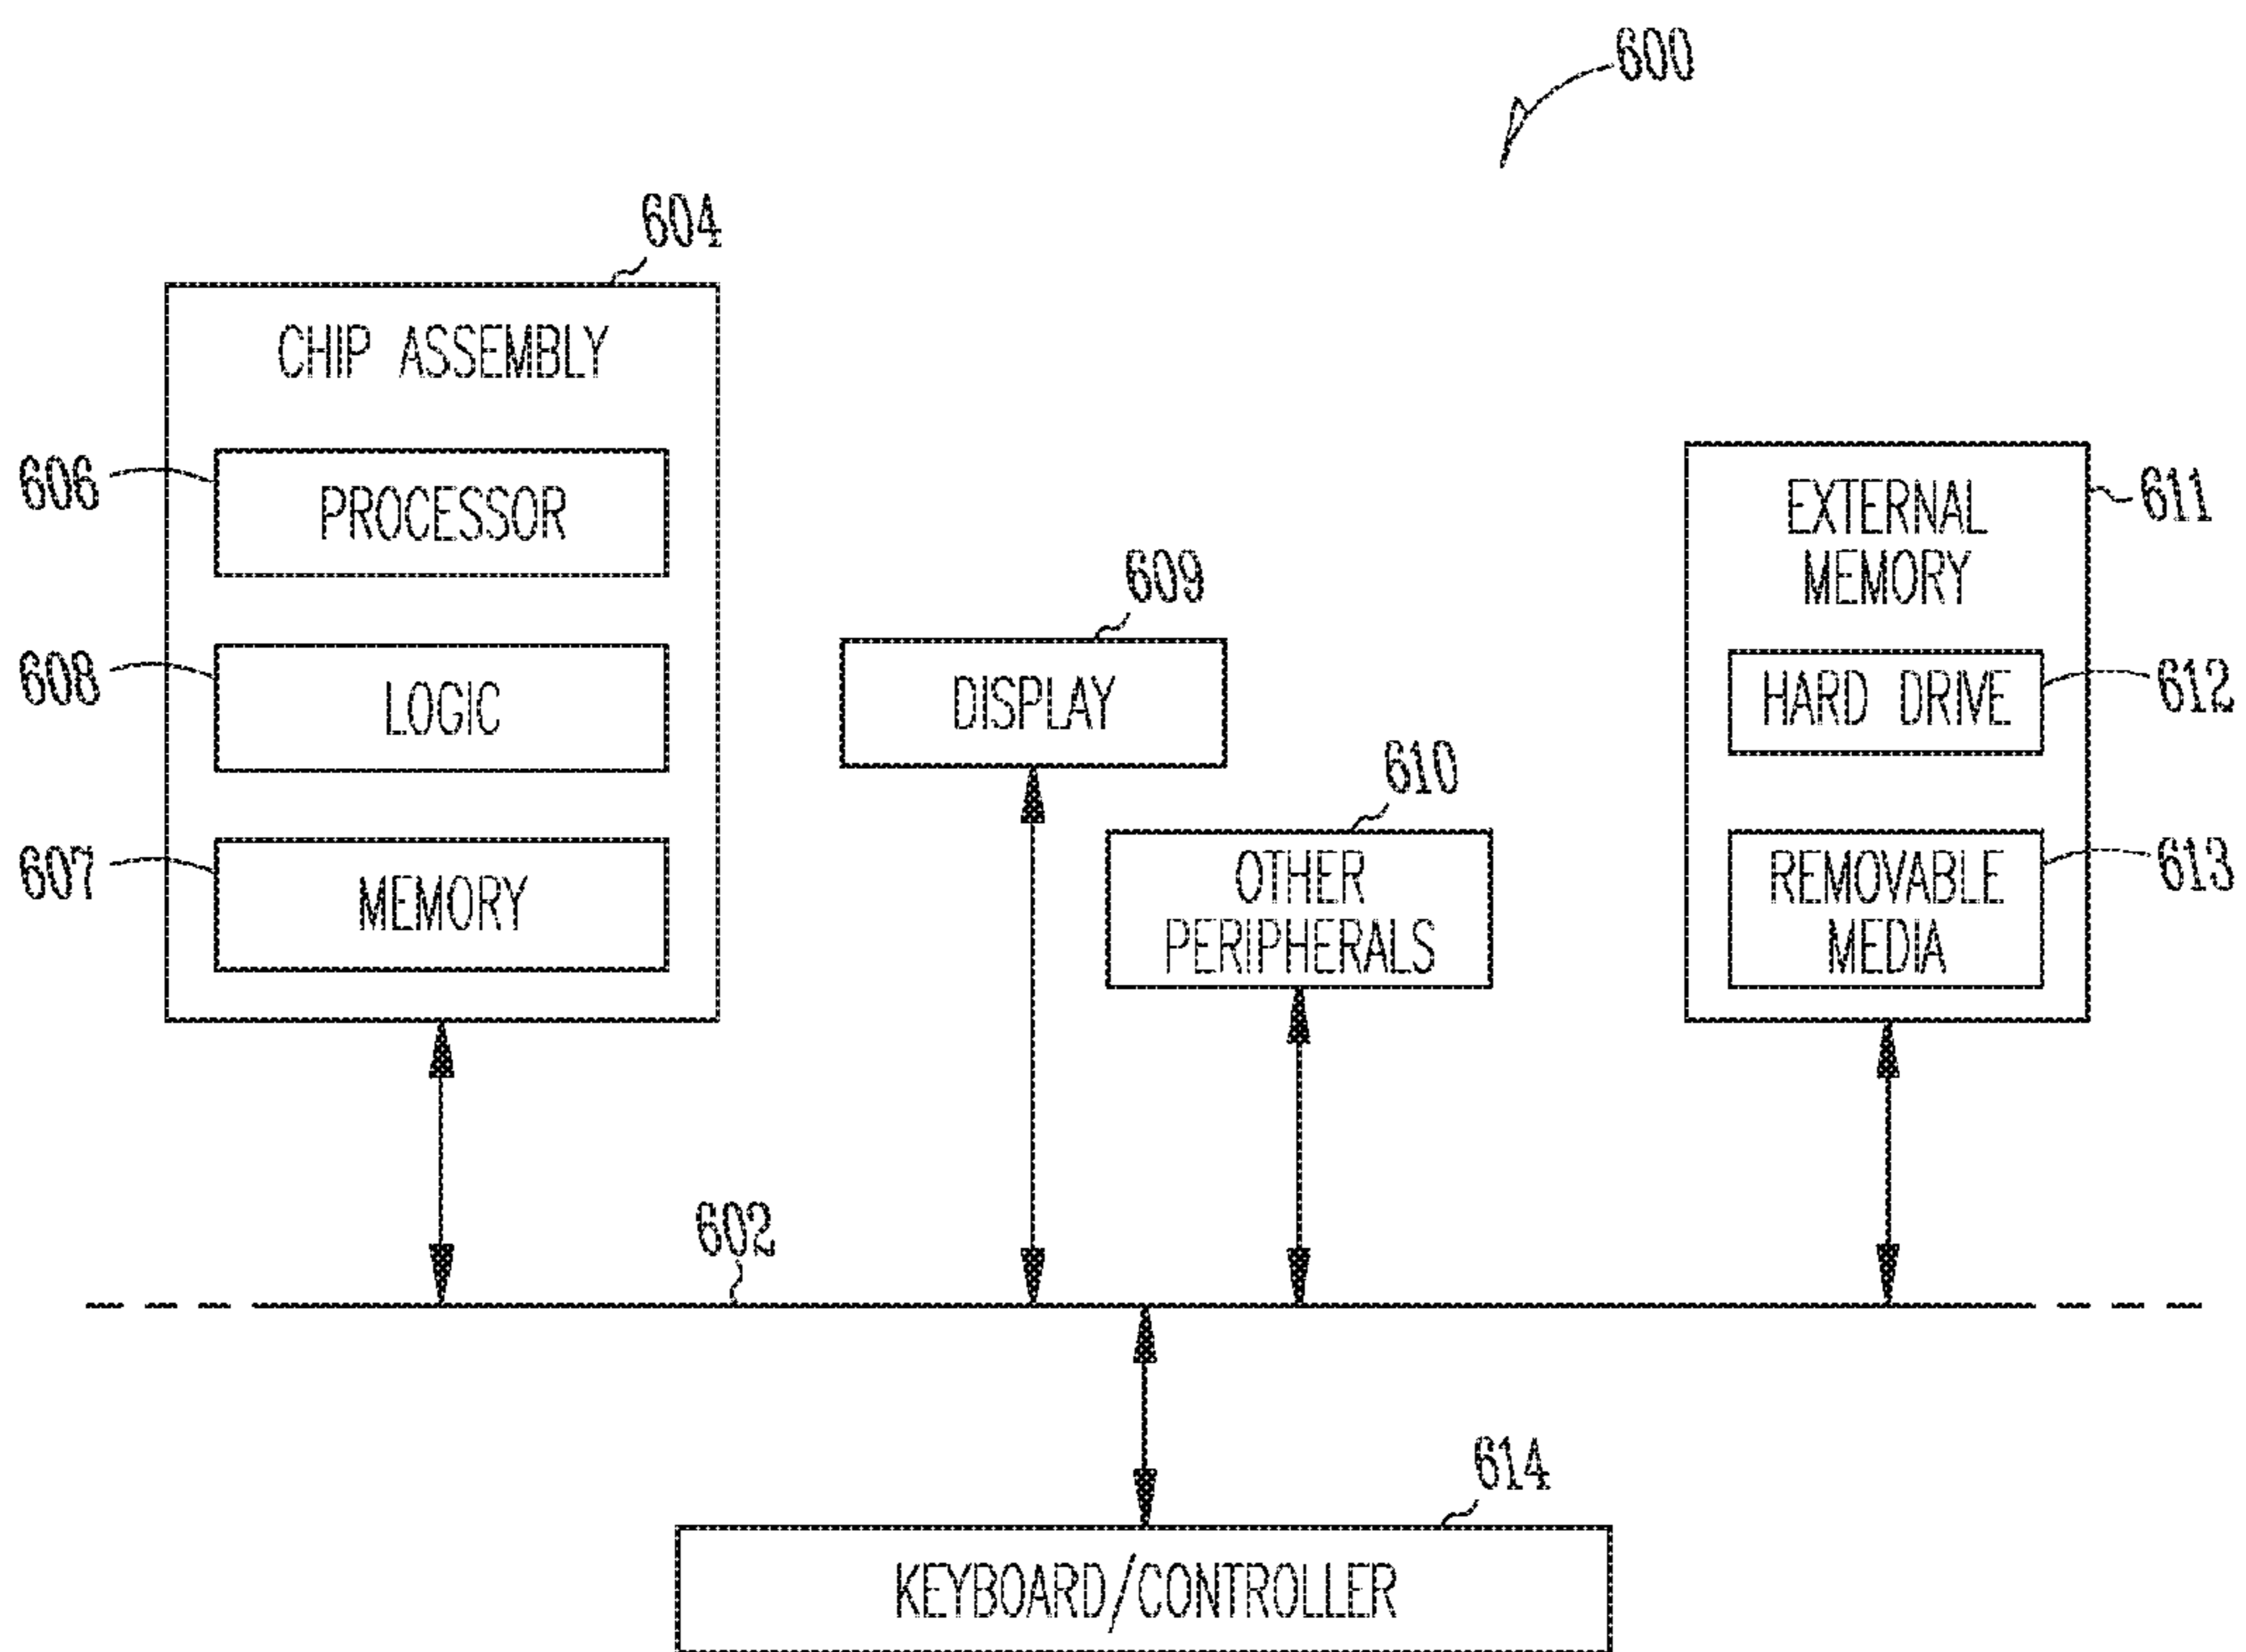 600
604
CHIP ASSEMBLY
606
PROCESSOR
608
LOGIC
607
MEMORY
609
DISPLAY
610
OTHER
PERIPHERALS
611
EXTERNAL
MEMORY
612
HARD DRIVE
613
REMOVABLE
MEDIA
602
614
KEYBOARD/CONTROLLER